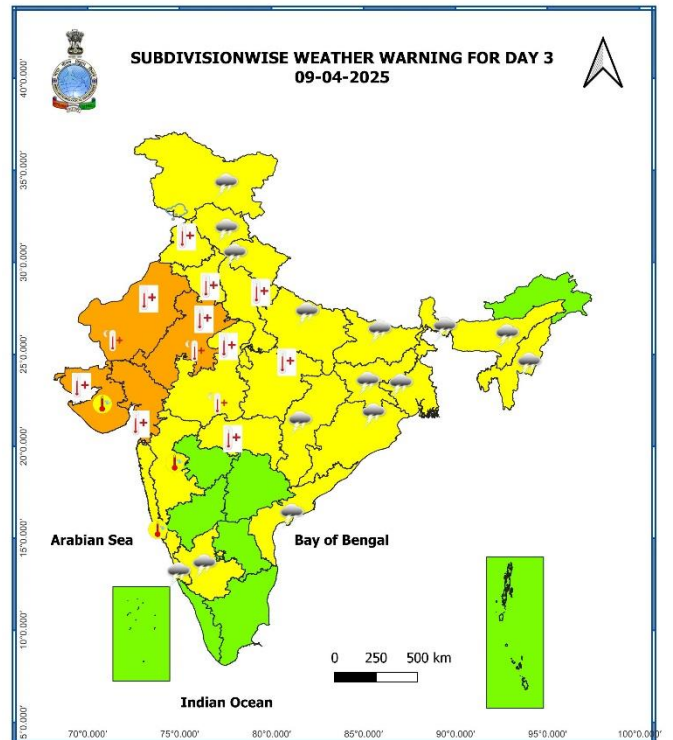 SUBDIVISIONWISE WEATHER WARNING FOR DAY 3
09-04-2025
40°0.000'
35°0.000'
30°0.000'
25°0.000'
20°0.000'
15°0.000'
10°0.000'
5°0.000'
Arabian Sea
Bay of Bengal
0 250 500 km
Indian Ocean
70°0.000' 75°0.000' 80°0.000' 85°0.000' 90°0.000' 95°0.000' 100°0.000'